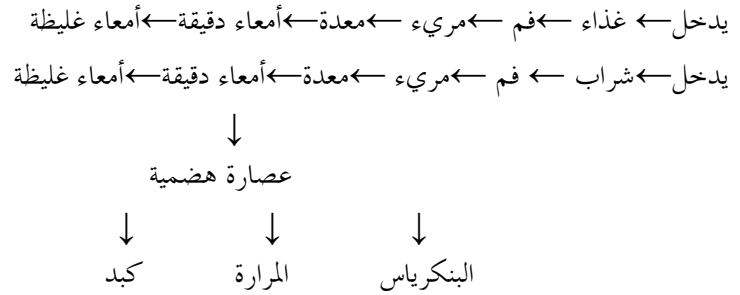 يدخل← غذاء ←فم ←مريء ←معدة←أمعاء دقيقة←أمعاء غليظة
يدخل←شراب ← فم ←مريء ←معدة←أمعاء دقيقة←أمعاء غليظة
↓
عصارة هضمية
↓ ↓ ↓
البنكرياس المرارة كبد